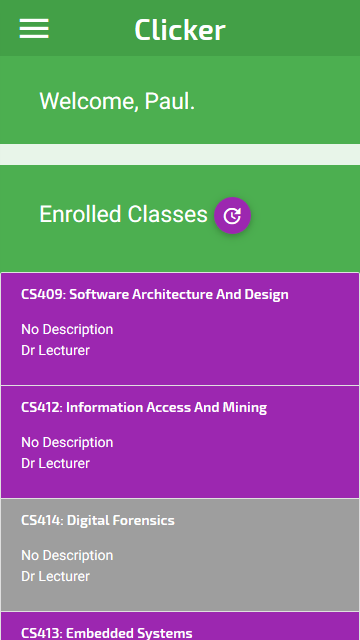 Clicker
Welcome, Paul.
Enrolled Classes
CS409: Software Architecture And Design
No Description
Dr Lecturer
CS412: Information Access And Mining
No Description
Dr Lecturer
CS414: Digital Forensics
No Description
Dr Lecturer
CS413: Embedded Systems